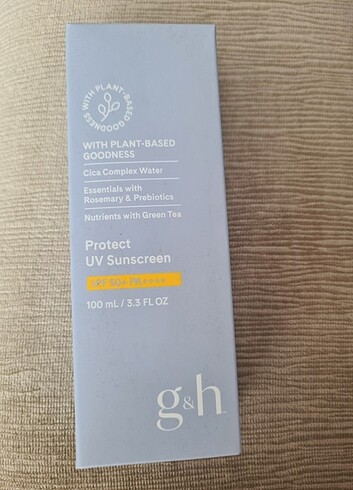 WITH PLANT-BASED GOODNESS
WITH PLANT-BASED
GOODNESS
Cica Complex Water
Essentials with
Rosemary & Prebiotics
Nutrients with Green Tea
Protect
UV Sunscreen
SPF 50+ PA++++
100 mL / 3.3 FL OZ
g&h